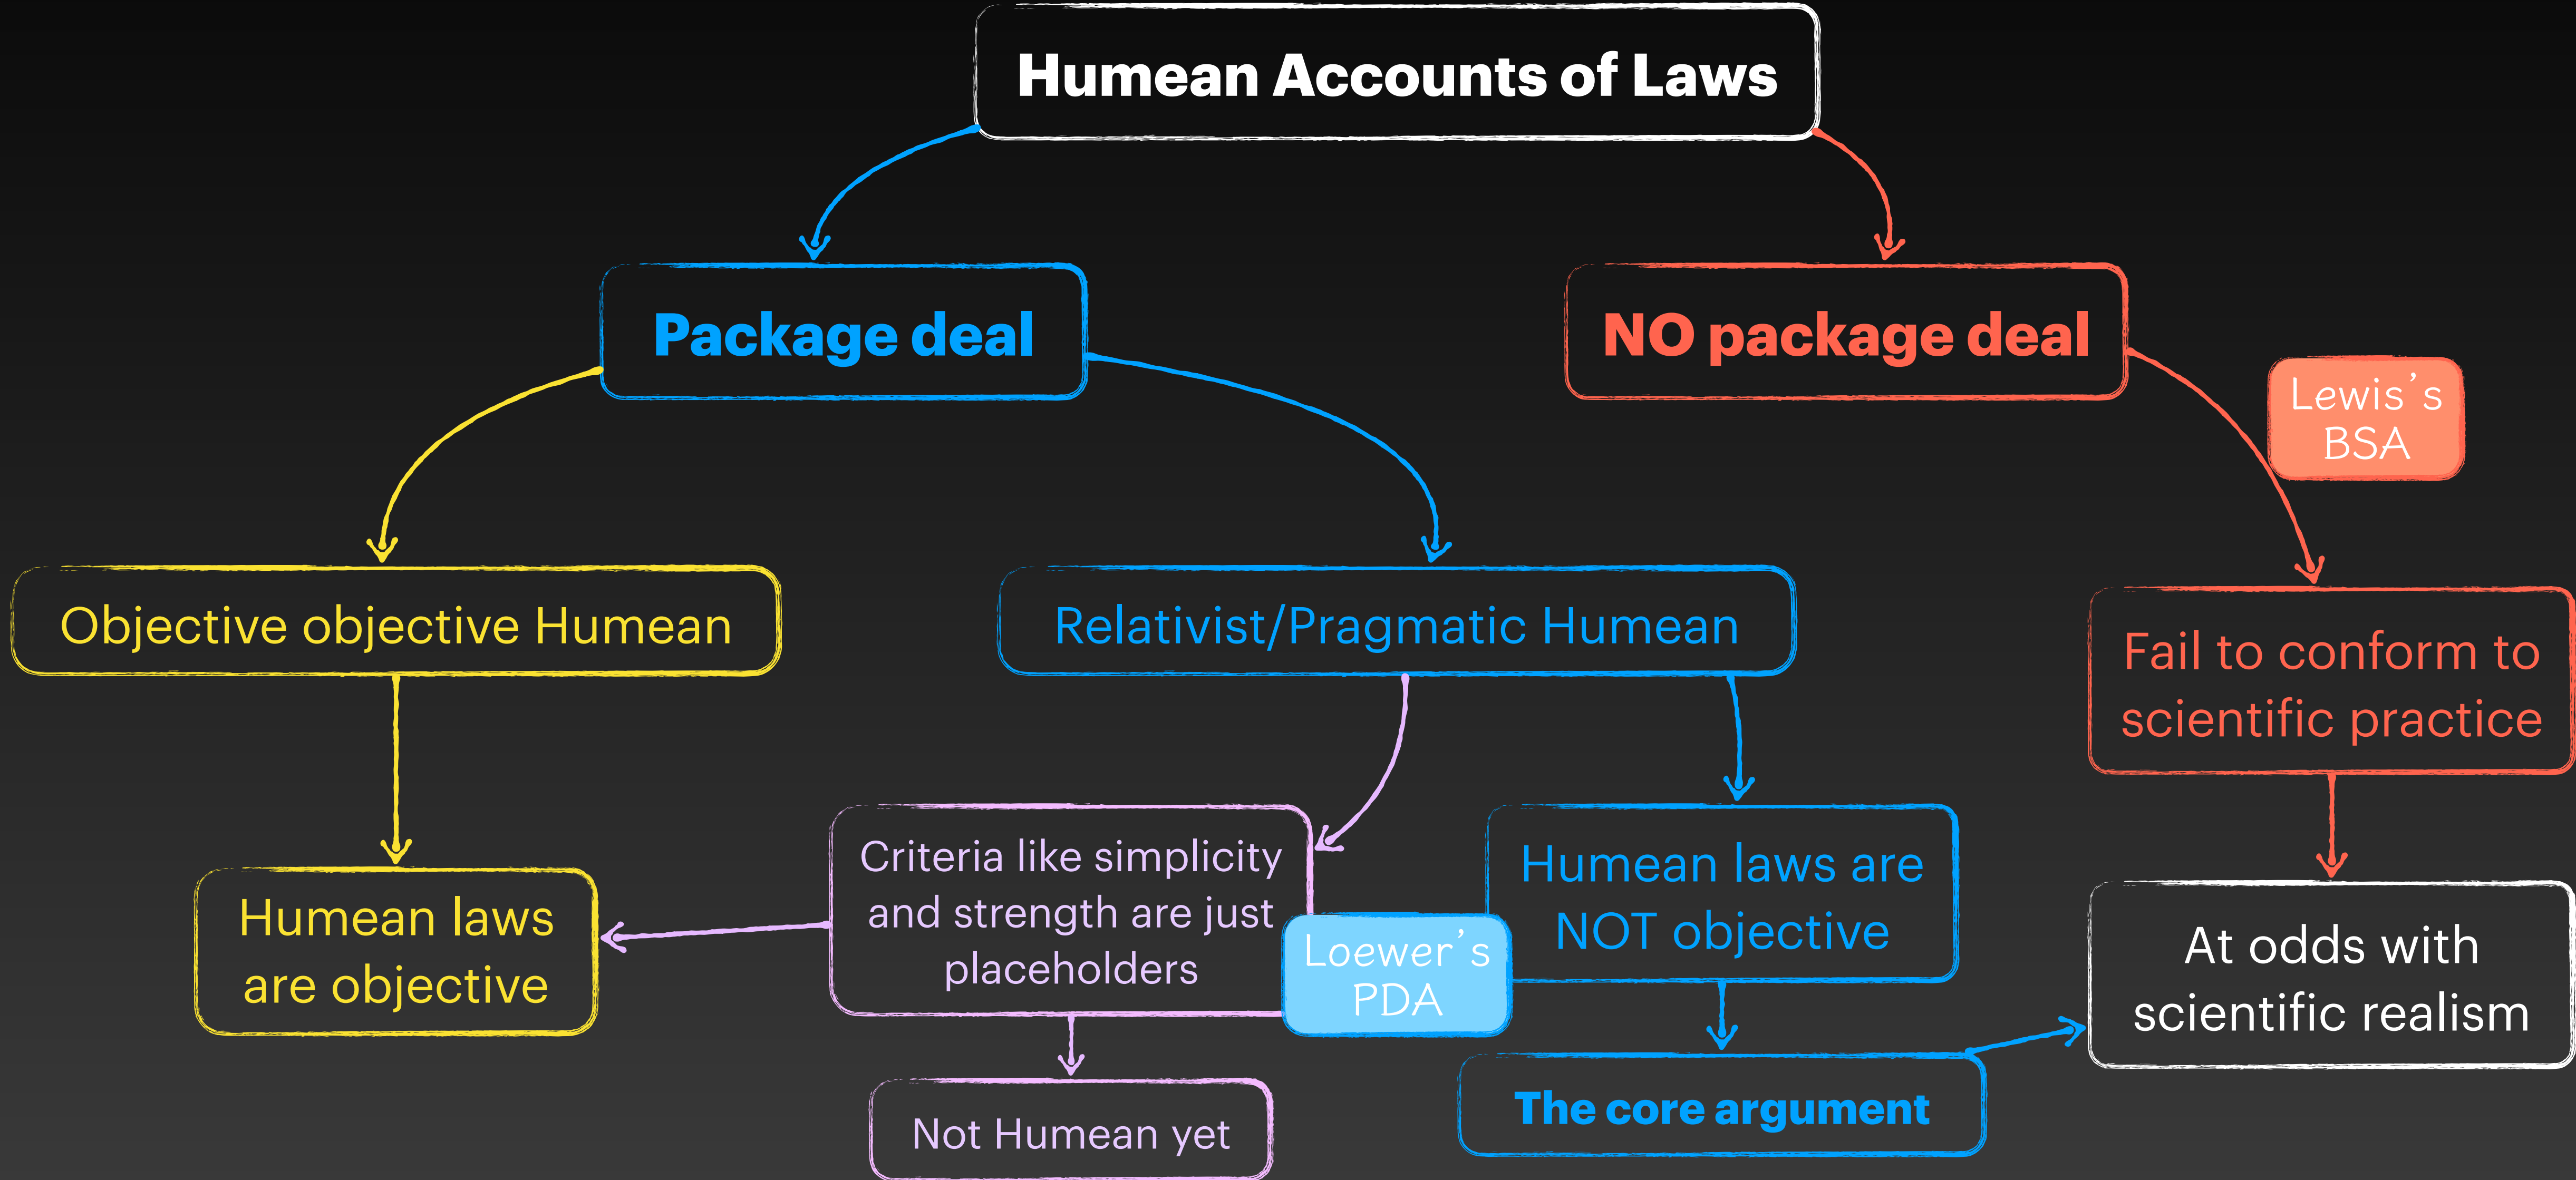 Humean Accounts of Laws
Package deal
NO package deal
Lewis’s
BSA
Objective objective Humean
Relativist/Pragmatic Humean
Fail to conform to
scientific practice
Criteria like simplicity
and strength are just
placeholders
Humean laws are
NOT objective
Humean laws
are objective
Loewer’s
PDA
At odds with
scientific realism
The core argument
Not Humean yet